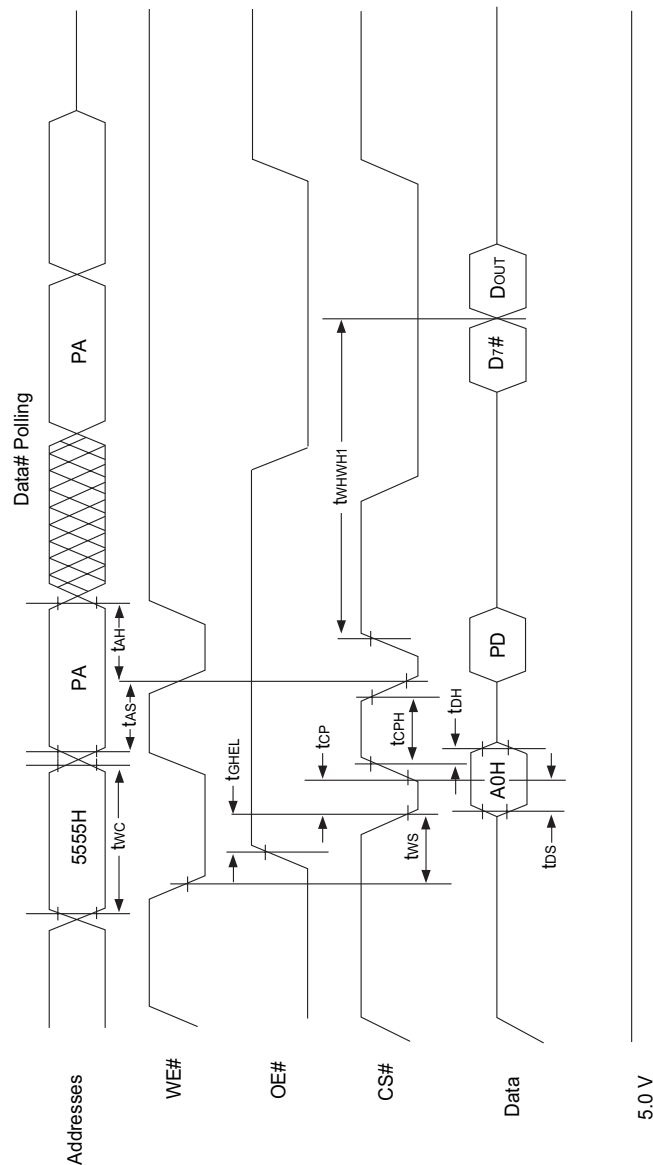 Data# Polling
Addresses
5555H
PA
PA
tWC
tAS
tAH
WE#
OE#
tGHEL
CS#
tWS
tCP
tCPH
tWHWH1
tDH
Data
A0H
PD
D7#
DOUT
tDS
5.0 V